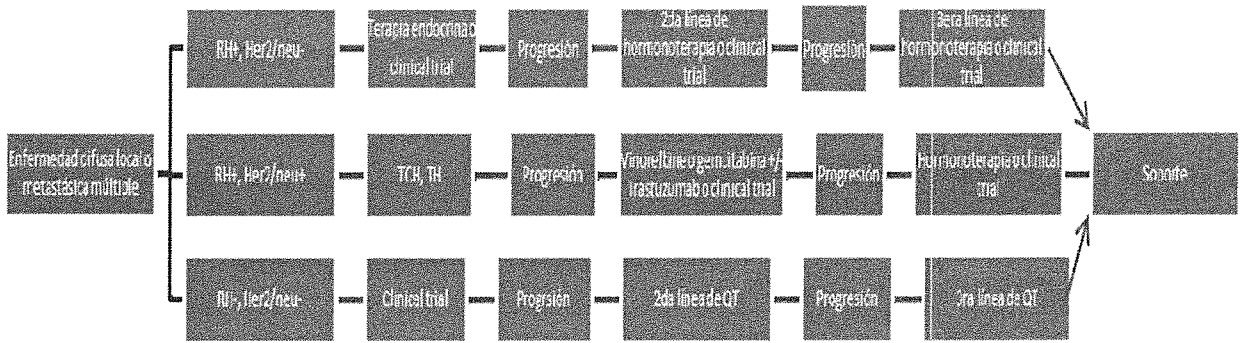 Enfermedad difusa local o
metastásica múltiple
RH+, Her2/neu-
Terapia endocrina o
clinical trial
Progresión
2da línea de
hormonoterapia o clinical
trial
Progresión
3era línea de
hormonoterapia o clinical
trial
RH+, Her2/neu+
TCH, TH
Progresión
Vinorelbine o gemcitabina +/-
trastuzumab o clinical trial
Progresión
Hormonoterapia o clinical
trial
Soporte
RH-, Her2/neu-
Clinical trial
Progrsión
2da línea de QT
Progresión
3ra línea de QT